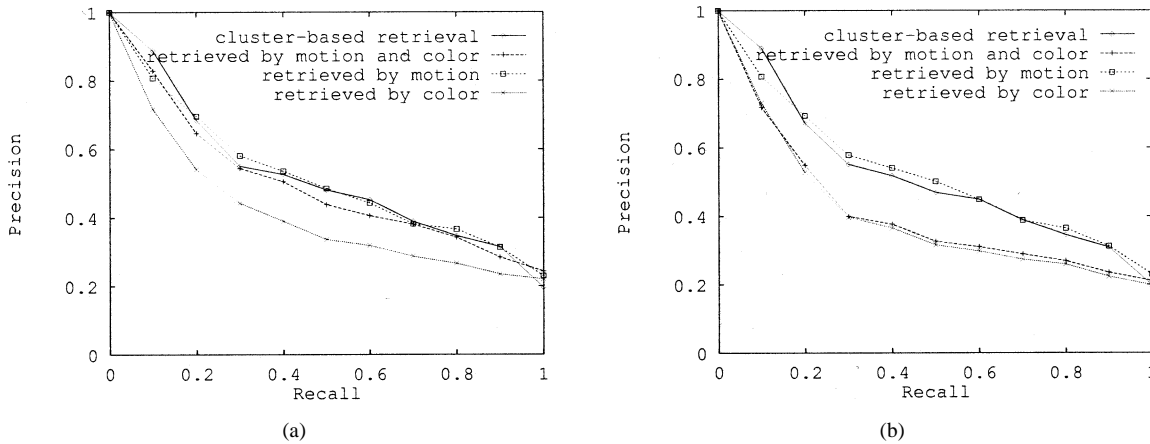 1
cluster-based retrieval
retrieved by motion and color
retrieved by motion
retrieved by color
0.8
0.6
0.4
0.2
0
Precision
0 0.2 0.4 0.6 0.8 1
Recall
(a)
1
cluster-based retrieval
retrieved by motion and color
retrieved by motion
retrieved by color
0.8
0.6
0.4
0.2
0
Precision
0 0.2 0.4 0.6 0.8 1
Recall
(b)